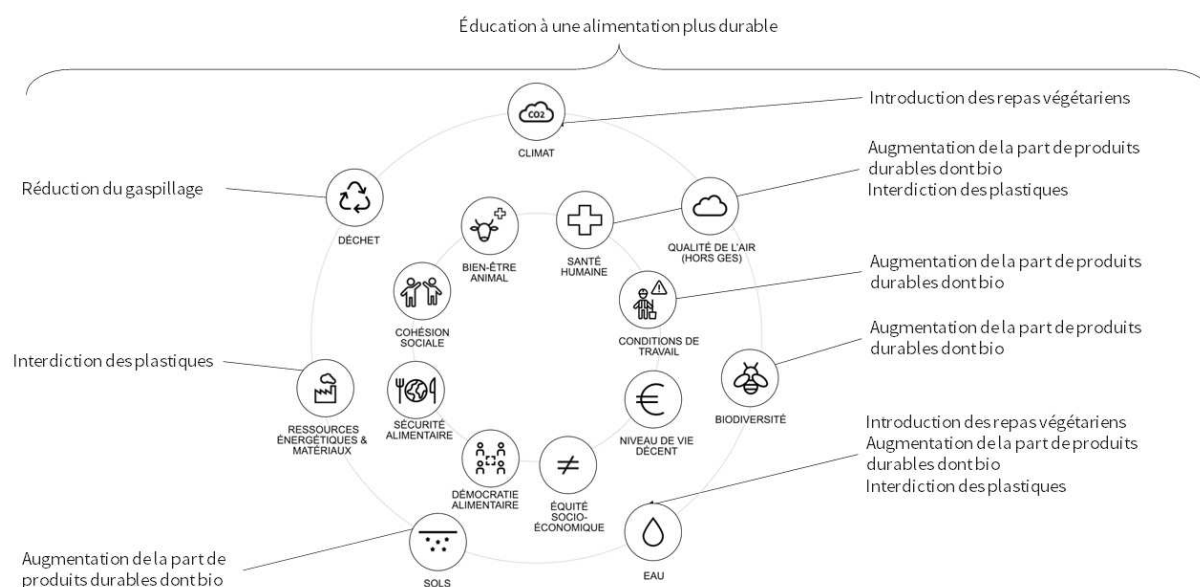 Éducation à une alimentation plus durable
Introduction des repas végétariens
CO2
CLIMAT
Augmentation de la part de produits
durables dont bio
Interdiction des plastiques
Réduction du gaspillage
DÉCHET
BIEN-ÊTRE
ANIMAL
SANTÉ
HUMAINE
QUALITÉ DE L'AIR
(HORS GES)
Augmentation de la part de produits
durables dont bio
COHÉSION
SOCIALE
CONDITIONS DE
TRAVAIL
Augmentation de la part de produits
durables dont bio
Interdiction des plastiques
RESSOURCES
ÉNERGÉTIQUES &
MATÉRIAUX
SÉCURITÉ
ALIMENTAIRE
NIVEAU DE VIE
DÉCENT
BIODIVERSITÉ
Introduction des repas végétariens
Augmentation de la part de produits
durables dont bio
Interdiction des plastiques
DÉMOCRATIE
ALIMENTAIRE
ÉQUITÉ
SOCIO-
ÉCONOMIQUE
Augmentation de la part de
produits durables dont bio
SOLS
EAU